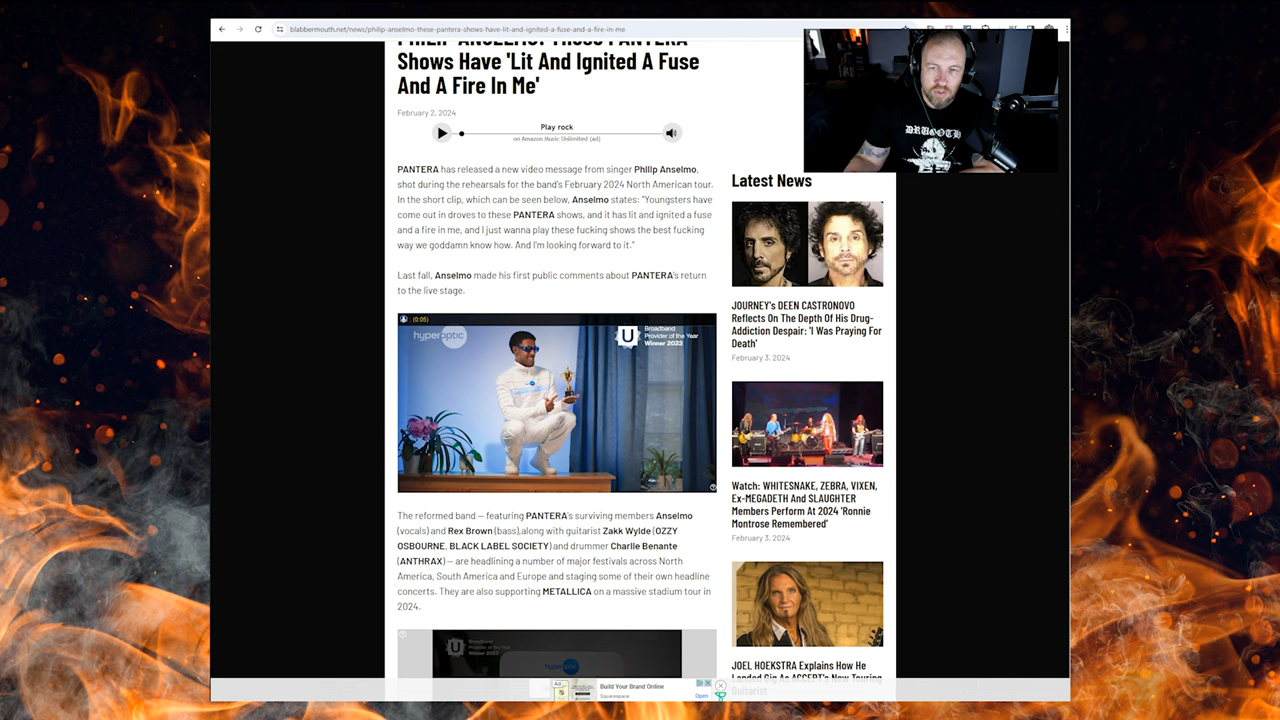 blabbermouth.net/news/philip-anselmo-these-pantera-shows-have-lit-and-ignited-a-fuse-and-a-fire-in-me
PHILIP ANSELMO: These PANTERA
Shows Have 'Lit And Ignited A Fuse
And A Fire In Me'
February 2, 2024
Play rock
on Amazon Music Unlimited (ad)
PANTERA has released a new video message from singer Philip Anselmo,
shot during the rehearsals for the band's February 2024 North American tour.
In the short clip, which can be seen below, Anselmo states: "Youngsters have
come out in droves to these PANTERA shows, and it has lit and ignited a fuse
and a fire in me, and I just wanna play these fucking shows the best fucking
way we goddamn know how. And I'm looking forward to it."
Last fall, Anselmo made his first public comments about PANTERA's return
to the live stage.
: (0:05)
hyperoptic
U
Broadband
Provider of the Year
Winner 2023
The reformed band — featuring PANTERA's surviving members Anselmo
(vocals) and Rex Brown (bass),along with guitarist Zakk Wylde (OZZY
OSBOURNE, BLACK LABEL SOCIETY) and drummer Charlie Benante
(ANTHRAX) — are headlining a number of major festivals across North
America, South America and Europe and staging some of their own headline
concerts. They are also supporting METALLICA on a massive stadium tour in
2024.
U
Broadband
Provider of the Year
Winner 2023
hyperoptic
Ad
Build Your Brand Online
Squarespace
Open
DRUGOTH
Latest News
JOURNEY's DEEN CASTRONOVO
Reflects On The Depth Of His Drug-
Addiction Despair: 'I Was Praying For
Death'
February 3, 2024
Watch: WHITESNAKE, ZEBRA, VIXEN,
Ex-MEGADETH And SLAUGHTER
Members Perform At 2024 'Ronnie
Montrose Remembered'
February 3, 2024
JOEL HOEKSTRA Explains How He
Landed Gig As ACCEPT's New Touring
Guitarist